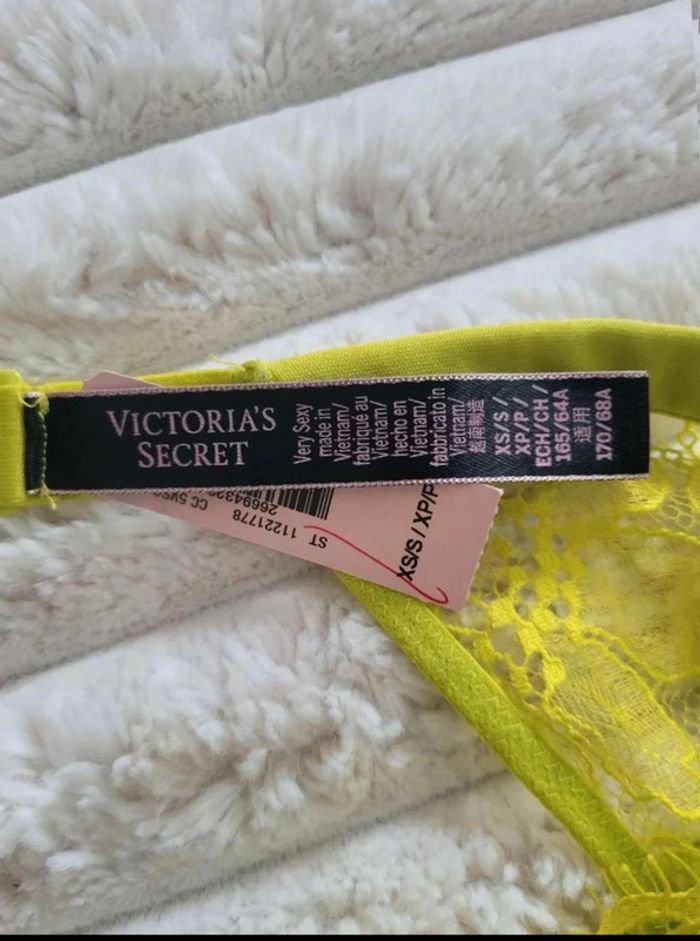 VICTORIA'S
SECRET
Very Sexy
made in
Vietnam/
fabriqué au
Vietnam/
hecho en
Vietnam/
fabbricato in
Vietnam/
越南制造
XS/S /
XP/P /
ECH/CH /
165/64A
适用
170/68A
XS/S / XP/P
ST 11221778